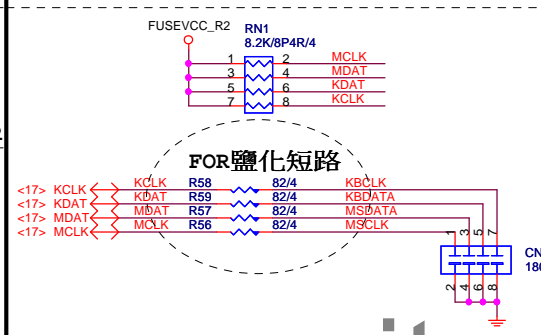 FUSEVCC_R2
RN1
8.2K/8P4R/4
1 2 MCLK
3 4 MDAT
5 6 KDAT
7 8 KCLK
FOR鹽化短路
<17> KCLK KCLK R58 82/4 KBCLK
<17> KDAT KDAT R59 82/4 KBDATA
<17> MDAT MDAT R57 82/4 MSDATA
<17> MCLK MCLK R56 82/4 MSCLK
1 3 5 7
CN
180
2 4 6 8